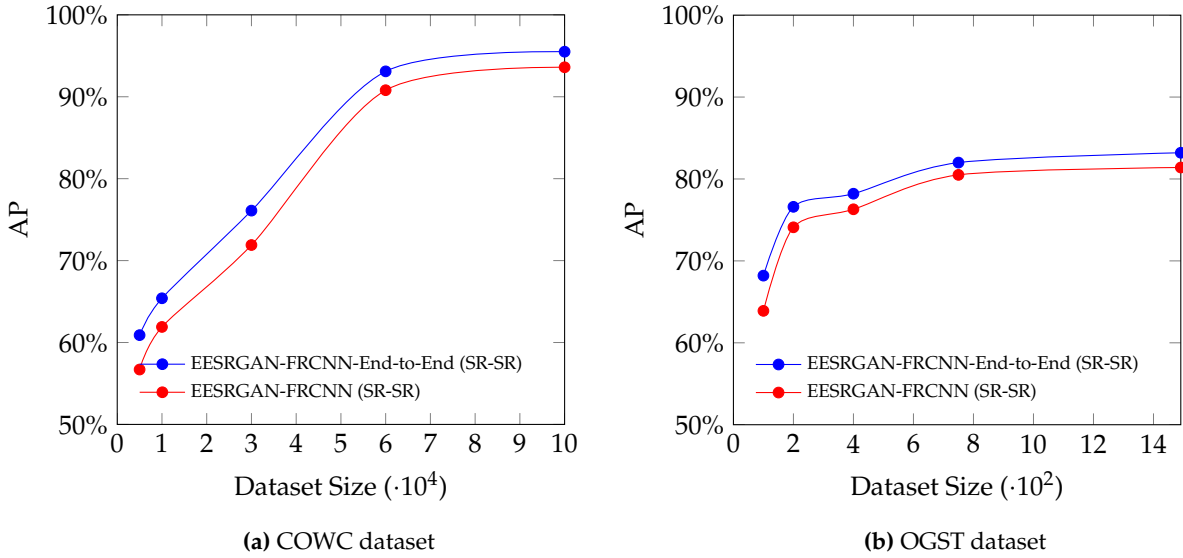 100%
90%
80%
70%
60%
50%
AP
EESRGAN-FRCNN-End-to-End (SR-SR)
EESRGAN-FRCNN (SR-SR)
0 1 2 3 4 5 6 7 8 9 10
Dataset Size (·10⁴)
(a) COWC dataset
100%
90%
80%
70%
60%
50%
AP
EESRGAN-FRCNN-End-to-End (SR-SR)
EESRGAN-FRCNN (SR-SR)
0 2 4 6 8 10 12 14
Dataset Size (·10²)
(b) OGST dataset